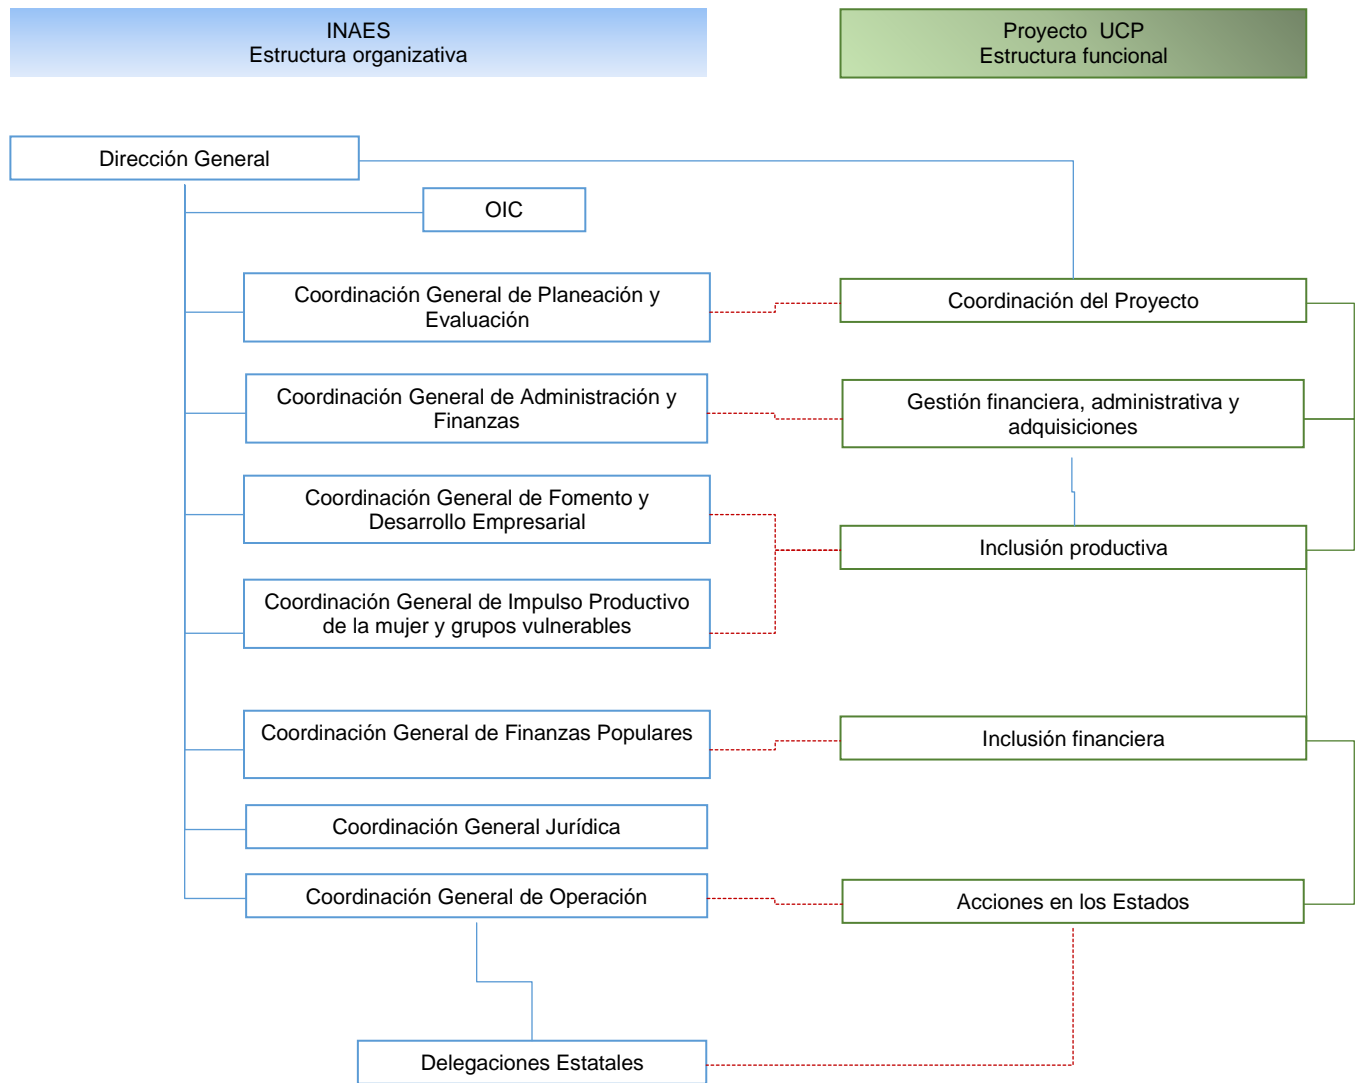 INAES
Estructura organizativa
Proyecto UCP
Estructura funcional
Dirección General
OIC
Coordinación General de Planeación y
Evaluación
Coordinación del Proyecto
Coordinación General de Administración y
Finanzas
Gestión financiera, administrativa y
adquisiciones
Coordinación General de Fomento y
Desarrollo Empresarial
Inclusión productiva
Coordinación General de Impulso Productivo
de la mujer y grupos vulnerables
Coordinación General de Finanzas Populares
Inclusión financiera
Coordinación General Jurídica
Coordinación General de Operación
Acciones en los Estados
Delegaciones Estatales